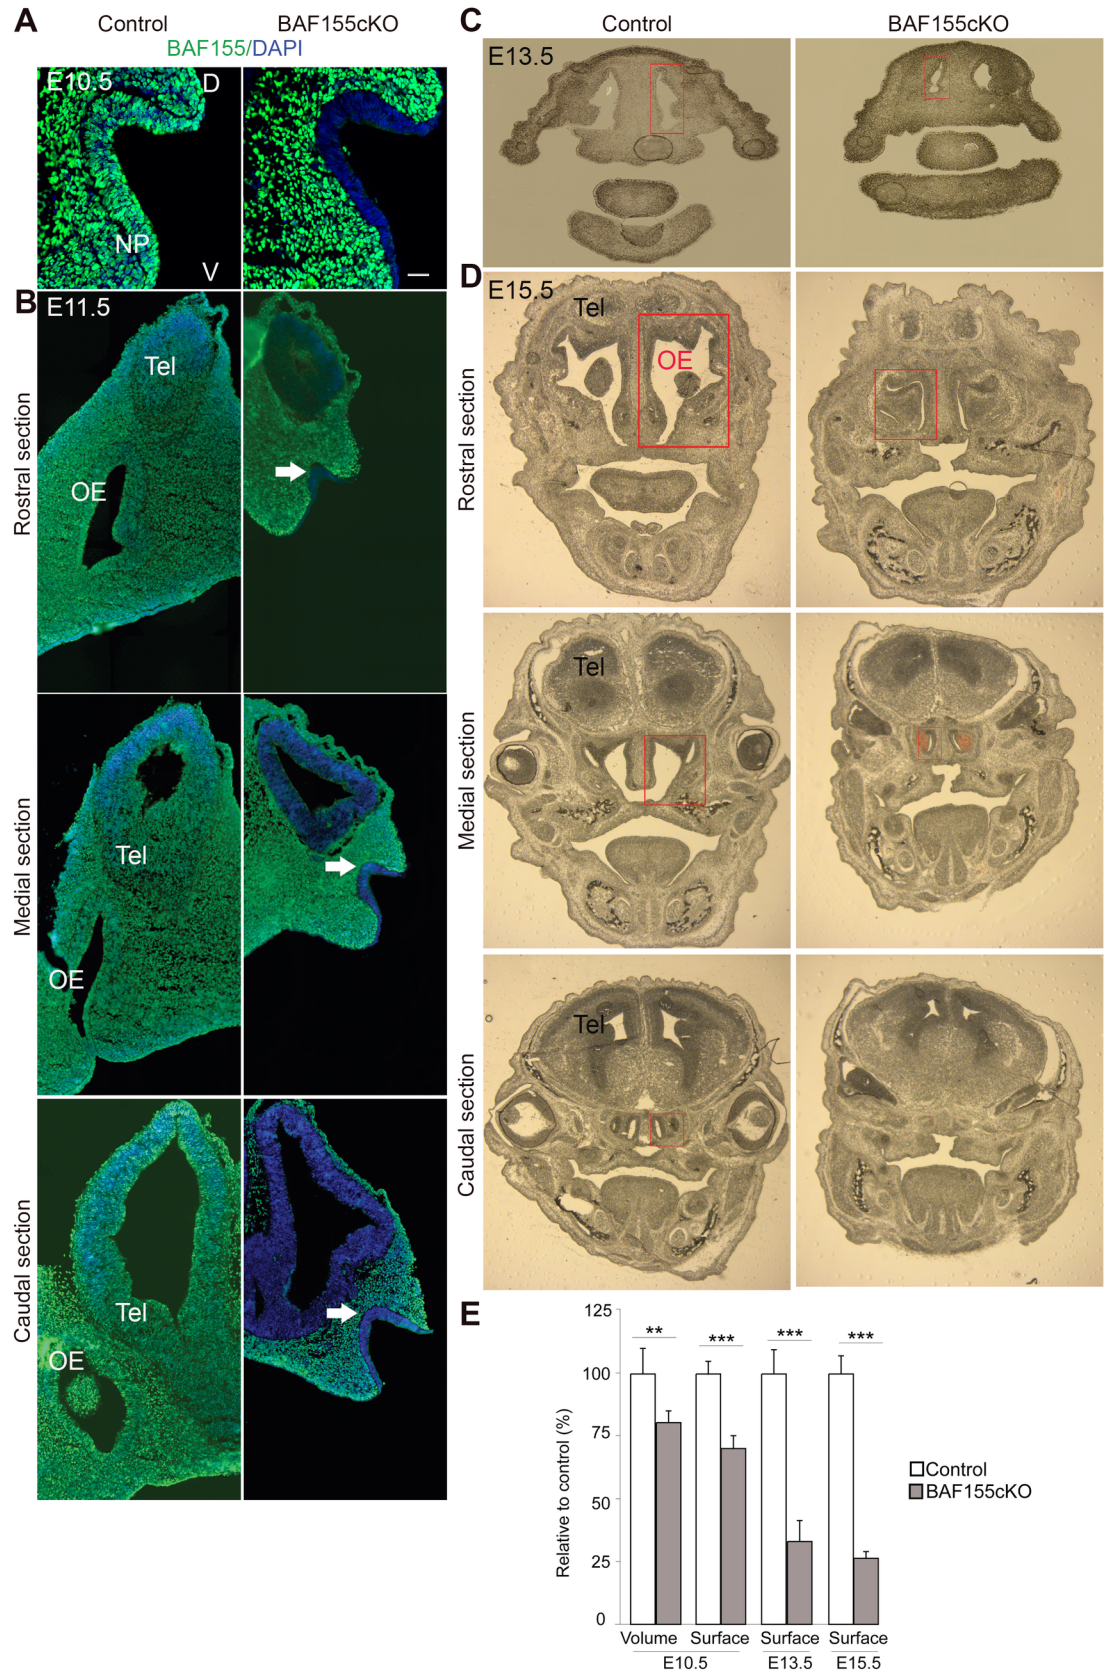 A
Control
BAF155cKO
BAF155/DAPI
E10.5
D
NP
V
B
E11.5
Rostral section
Tel
OE
Medial section
Tel
OE
Caudal section
Tel
OE
C
Control
BAF155cKO
E13.5
D
E15.5
Rostral section
Tel
OE
Medial section
Tel
Caudal section
Tel
E
Relative to control (%)
125
100
75
50
25
0
**
***
***
***
Control
BAF155cKO
Volume
Surface
Surface
Surface
E10.5
E13.5
E15.5